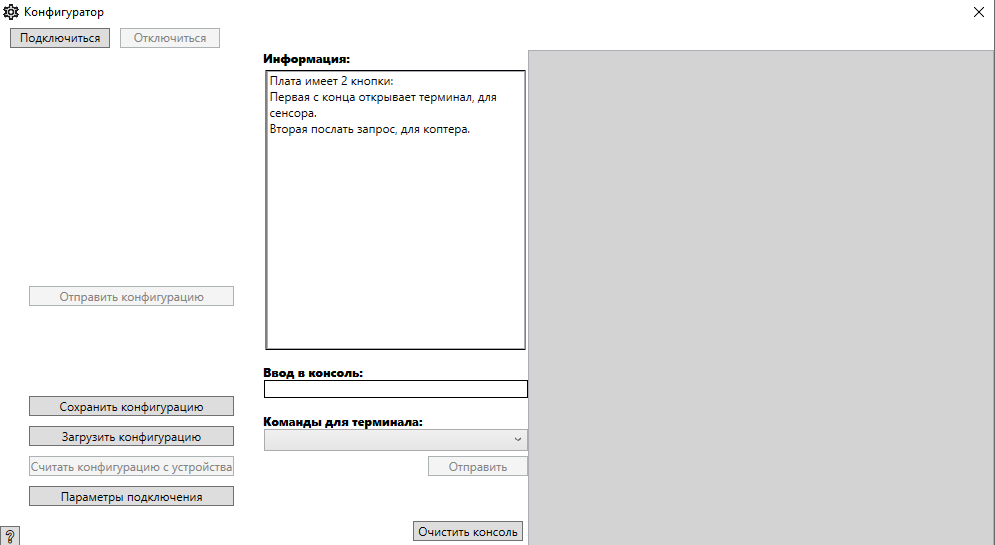 Конфигуратор
Подключиться
Отключиться
Информация:
Плата имеет 2 кнопки:
Первая с конца открывает терминал, для
сенсора.
Вторая послать запрос, для коптера.
Отправить конфигурацию
Ввод в консоль:
Сохранить конфигурацию
Команды для терминала:
Загрузить конфигурацию
Считать конфигурацию с устройства
Отправить
Параметры подключения
Очистить консоль
?